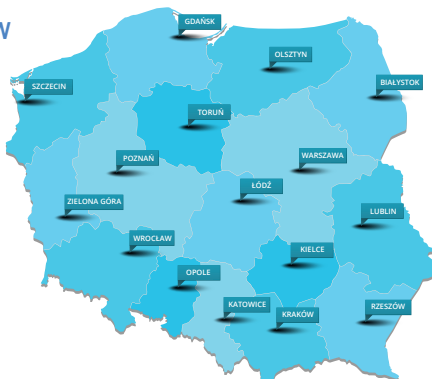 W
GDAŃSK
OLSZTYN
SZCZECIN
BIAŁYSTOK
TORUŃ
POZNAŃ
WARSZAWA
ZIELONA GÓRA
ŁÓDŹ
LUBLIN
WROCŁAW
KIELCE
OPOLE
KATOWICE
KRAKÓW
RZESZÓW